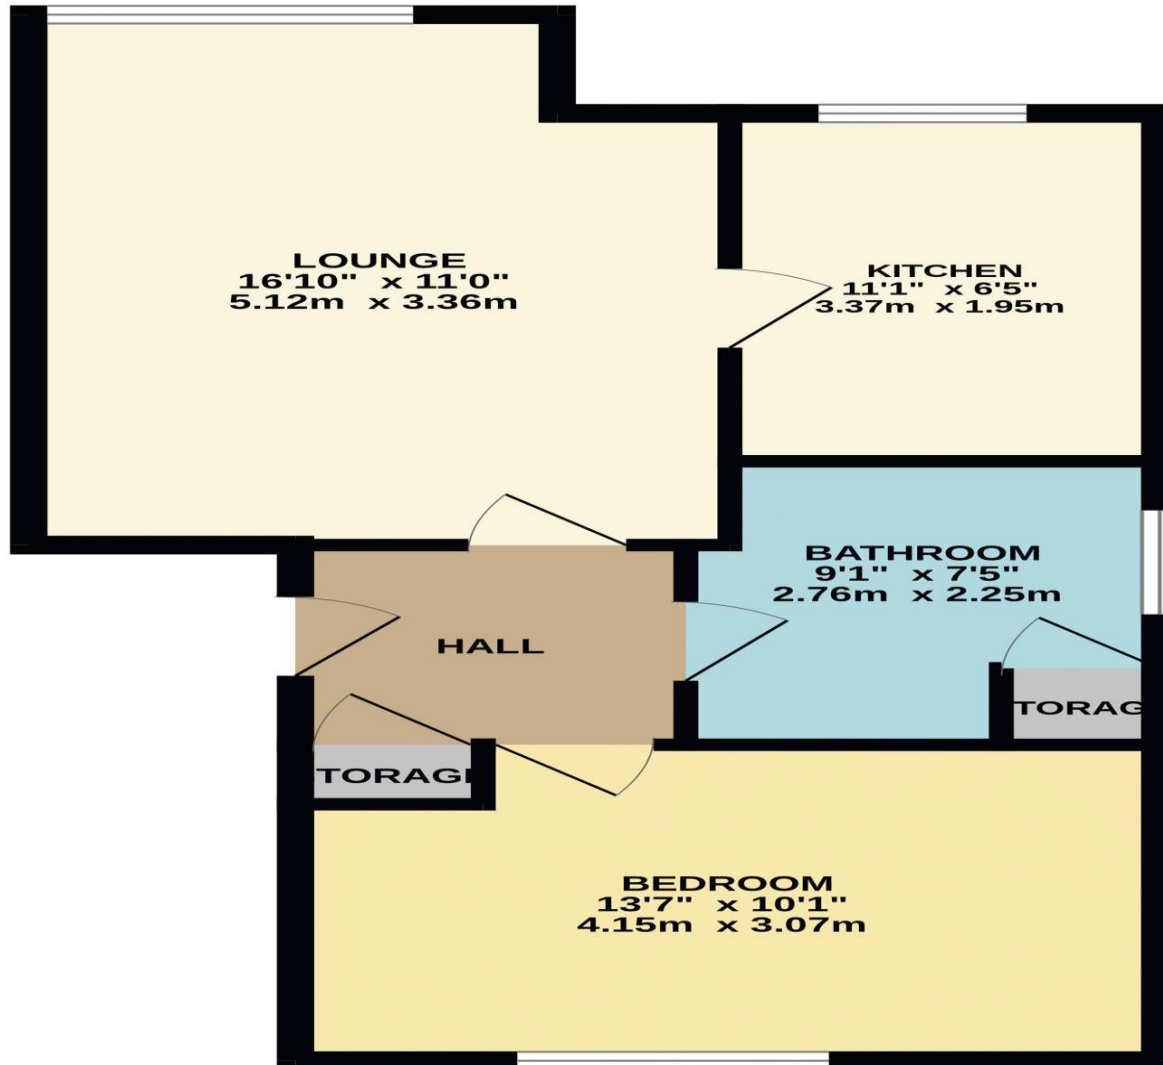 LOUNGE
16'10" x 11'0"
5.12m x 3.36m
KITCHEN
11'1" x 6'5"
3.37m x 1.95m
BATHROOM
9'1" x 7'5"
2.76m x 2.25m
HALL
TORAG
STORAGE
BEDROOM
13'7" x 10'1"
4.15m x 3.07m